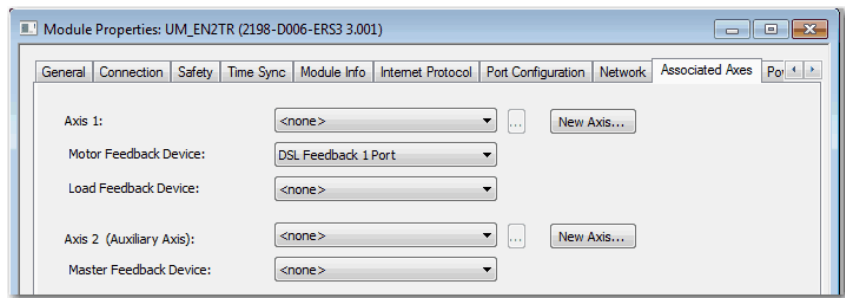 Module Properties: UM_EN2TR (2198-D006-ERS3 3.001)
General Connection Safety Time Sync Module Info Internet Protocol Port Configuration Network Associated Axes
Axis 1: <none> ... New Axis...
Motor Feedback Device: DSL Feedback 1 Port
Load Feedback Device: <none>
Axis 2 (Auxiliary Axis): <none> ... New Axis...
Master Feedback Device: <none>